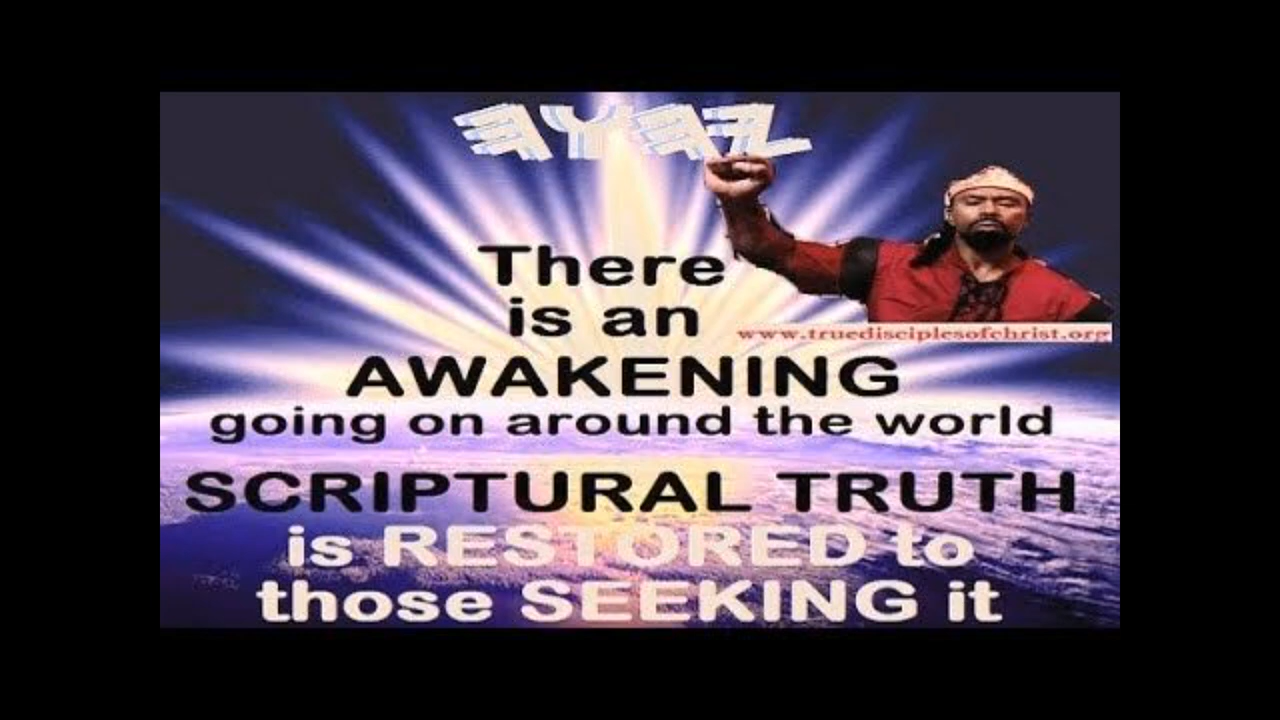 𐤉𐤄𐤅𐤄
There
is an
www.truedisciplesofchrist.org
AWAKENING
going on around the world
SCRIPTURAL TRUTH
is RESTORED to
those SEEKING it